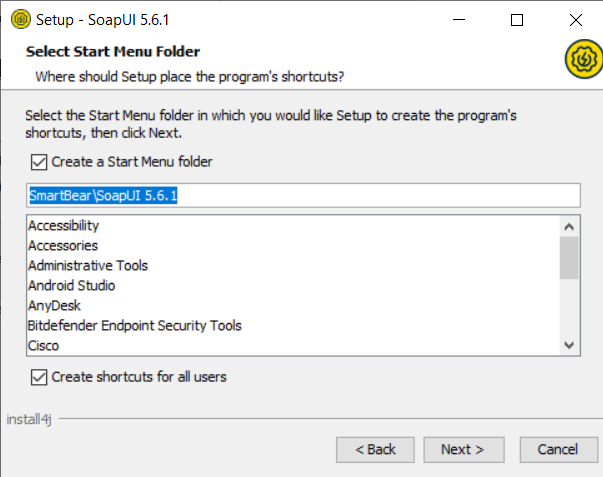 Setup - SoapUI 5.6.1
Select Start Menu Folder
Where should Setup place the program's shortcuts?
Select the Start Menu folder in which you would like Setup to create the program's
shortcuts, then click Next.
Create a Start Menu folder
SmartBear\SoapUI 5.6.1
Accessibility
Accessories
Administrative Tools
Android Studio
AnyDesk
Bitdefender Endpoint Security Tools
Cisco
Create shortcuts for all users
install4j
< Back
Next >
Cancel